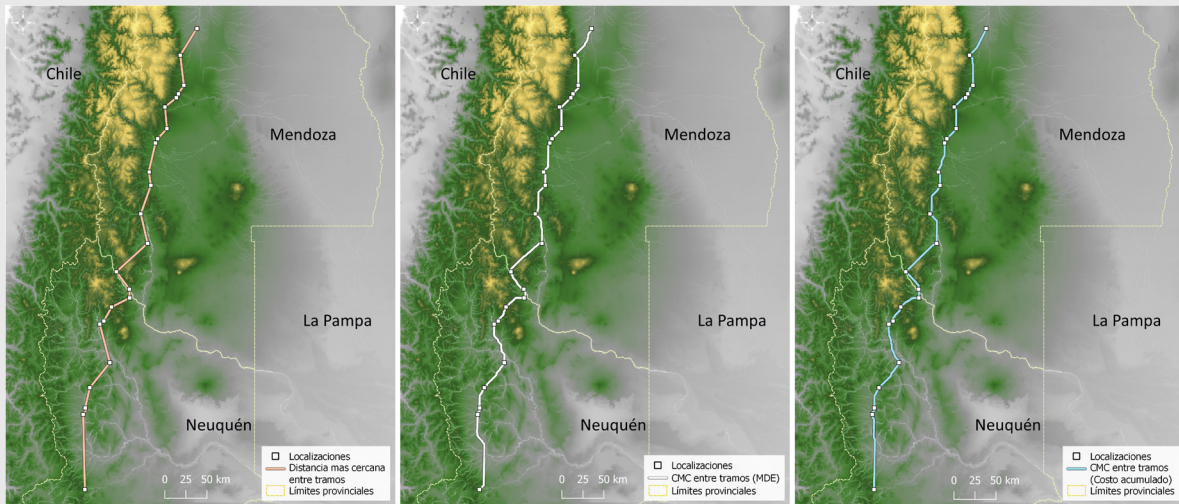 Chile
Mendoza
La Pampa
Neuquén
0 25 50 km
Localizaciones
Distancia mas cercana
entre tramos
Límites provinciales
Chile
Mendoza
La Pampa
Neuquén
0 25 50 km
Localizaciones
CMC entre tramos (MDE)
Límites provinciales
Chile
Mendoza
La Pampa
Neuquén
0 25 50 km
Localizaciones
CMC entre tramos
(Costo acumulado)
Límites provinciales